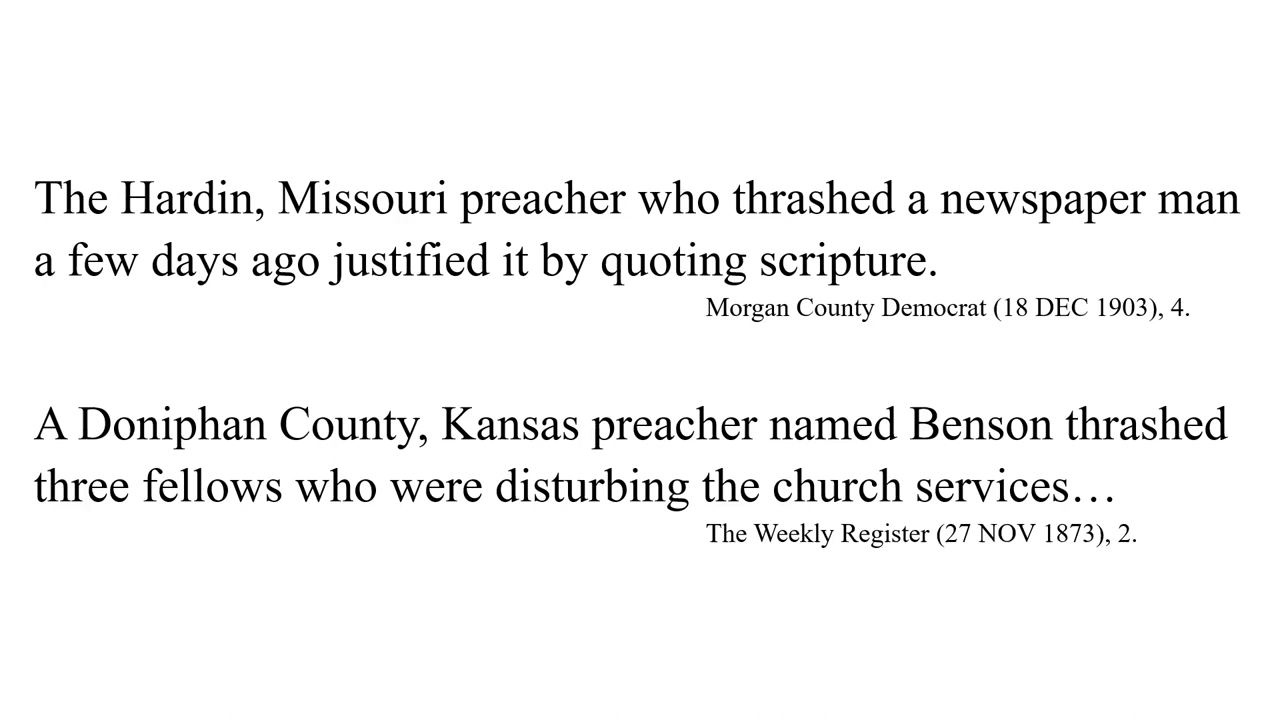 The Hardin, Missouri preacher who thrashed a newspaper man
a few days ago justified it by quoting scripture.
Morgan County Democrat (18 DEC 1903), 4.
A Doniphan County, Kansas preacher named Benson thrashed
three fellows who were disturbing the church services…
The Weekly Register (27 NOV 1873), 2.